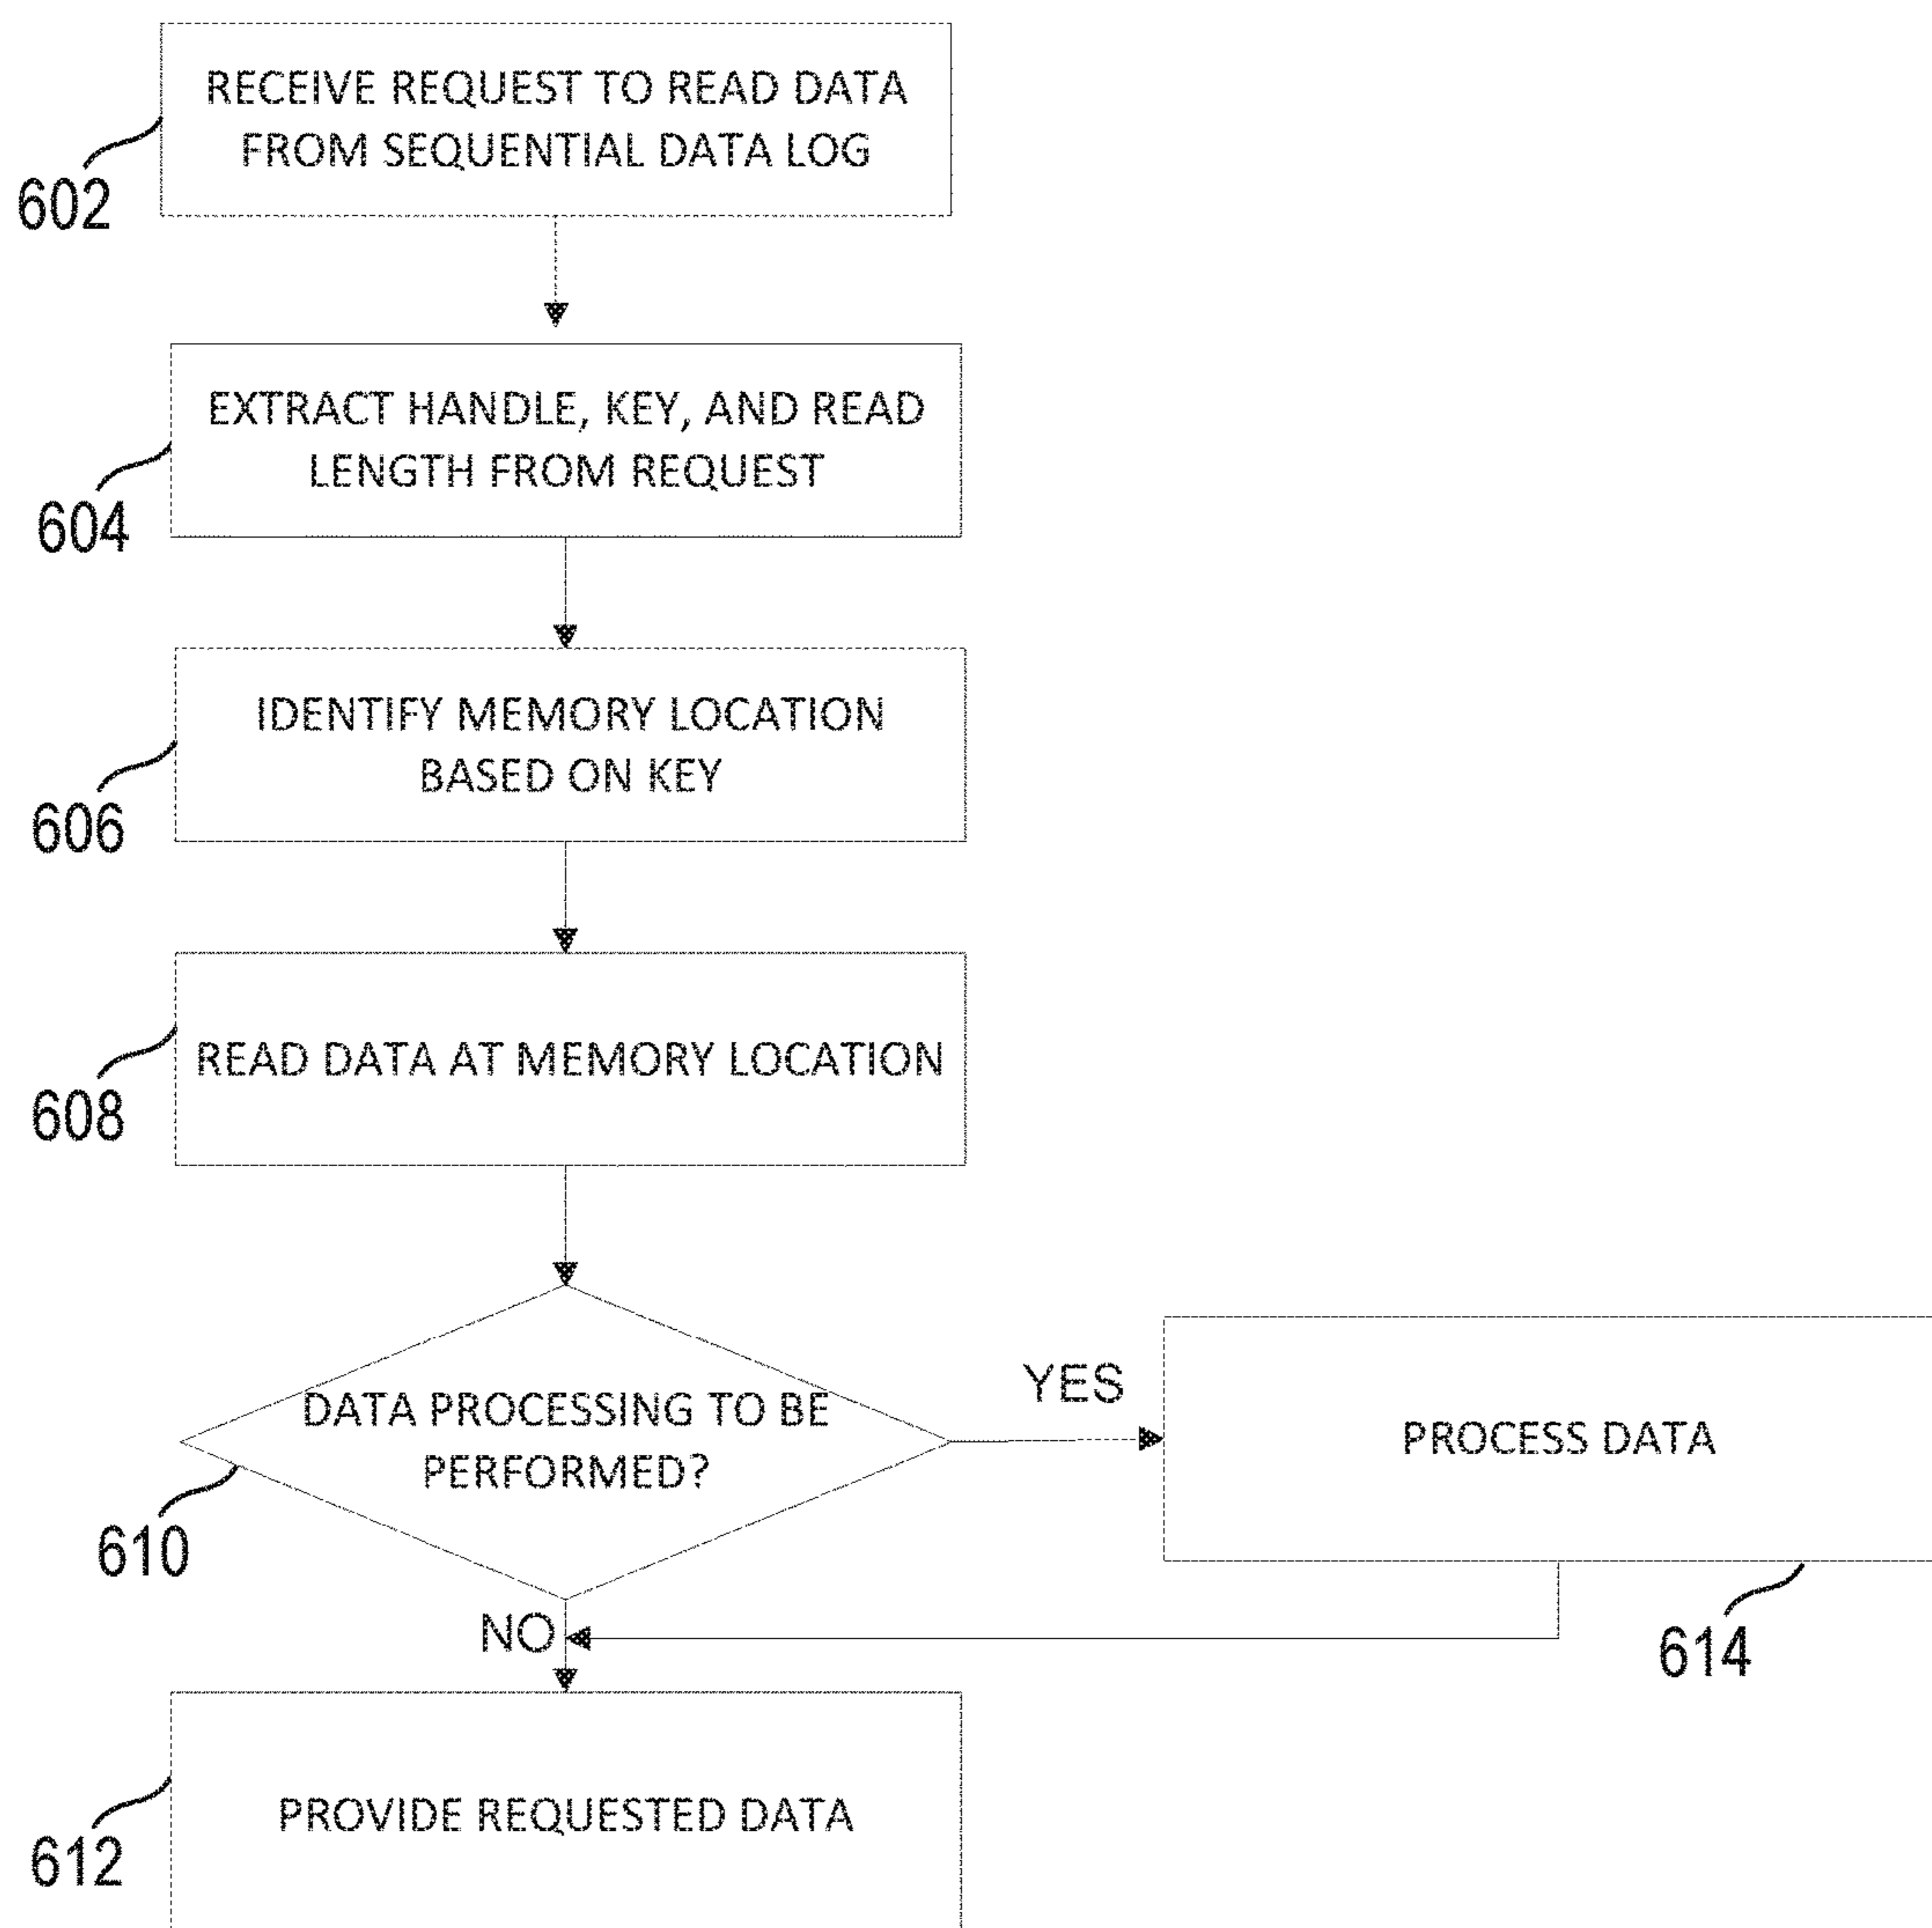 RECEIVE REQUEST TO READ DATA
FROM SEQUENTIAL DATA LOG
602
EXTRACT HANDLE, KEY, AND READ
LENGTH FROM REQUEST
604
IDENTIFY MEMORY LOCATION
BASED ON KEY
606
READ DATA AT MEMORY LOCATION
608
DATA PROCESSING TO BE
PERFORMED?
610
YES
PROCESS DATA
614
NO
PROVIDE REQUESTED DATA
612